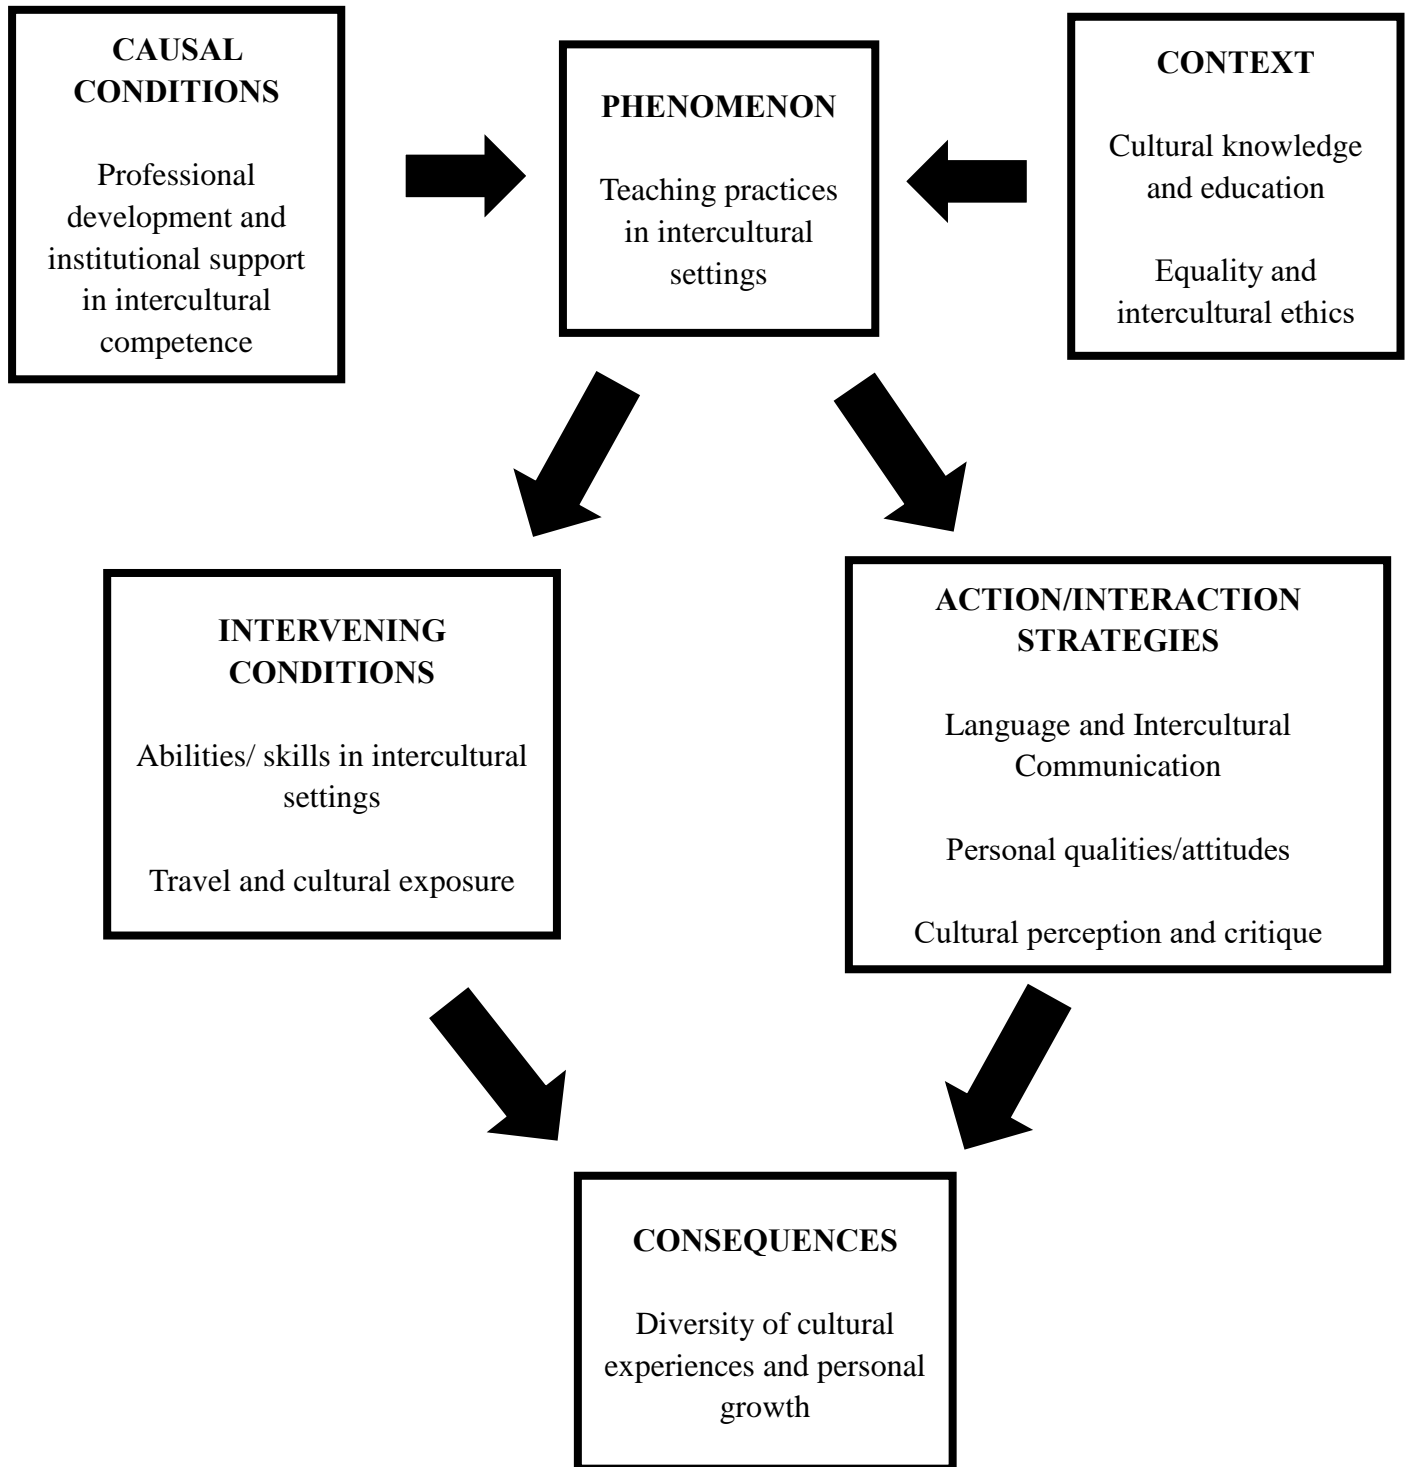 CAUSAL
CONDITIONS
Professional
development and
institutional support
in intercultural
competence
PHENOMENON
Teaching practices
in intercultural
settings
CONTEXT
Cultural knowledge
and education
Equality and
intercultural ethics
INTERVENING
CONDITIONS
Abilities/ skills in intercultural
settings
Travel and cultural exposure
ACTION/INTERACTION
STRATEGIES
Language and Intercultural
Communication
Personal qualities/attitudes
Cultural perception and critique
CONSEQUENCES
Diversity of cultural
experiences and personal
growth